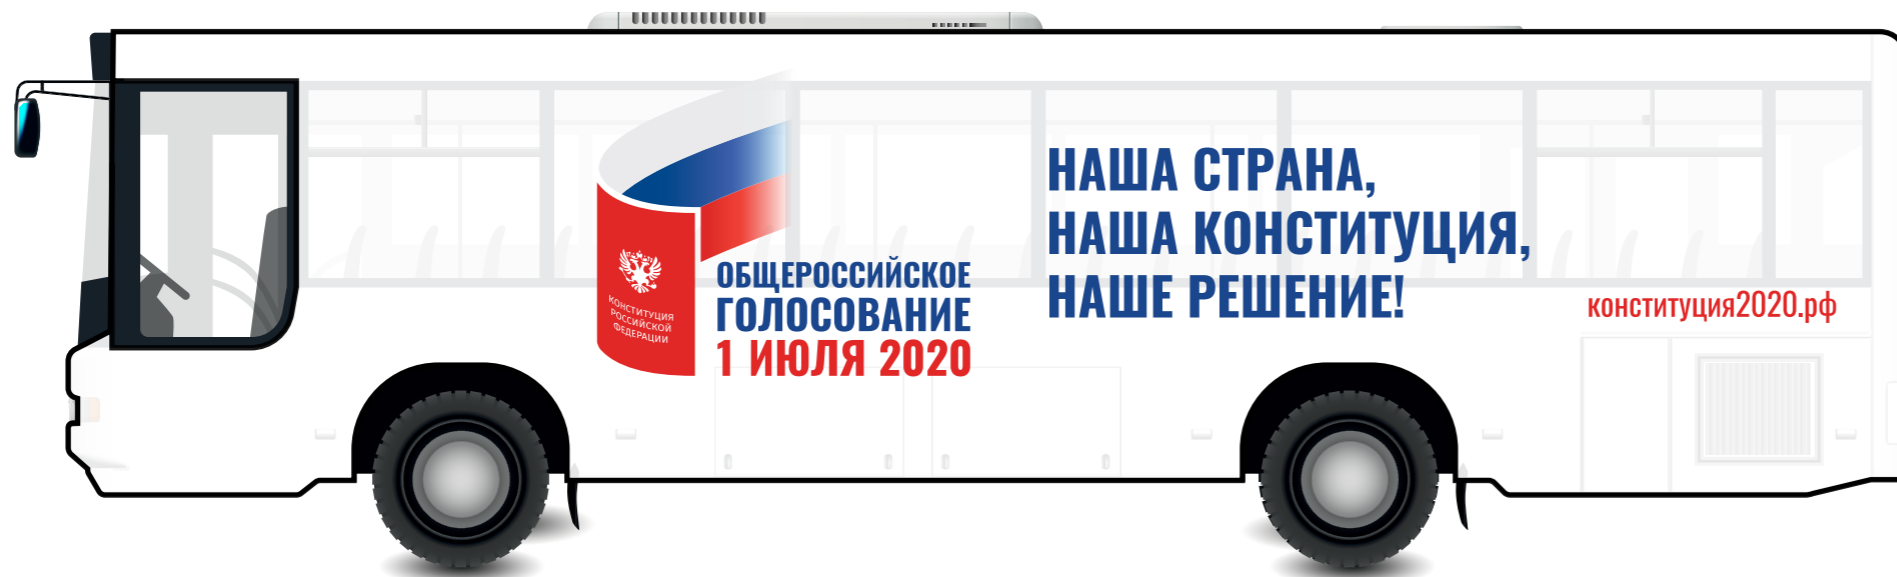 КОНСТИТУЦИЯ
РОССИЙСКОЙ
ФЕДЕРАЦИИ
ОБЩЕРОССИЙСКОЕ
ГОЛОСОВАНИЕ
1 ИЮЛЯ 2020
НАША СТРАНА,
НАША КОНСТИТУЦИЯ,
НАШЕ РЕШЕНИЕ!
конституция2020.рф